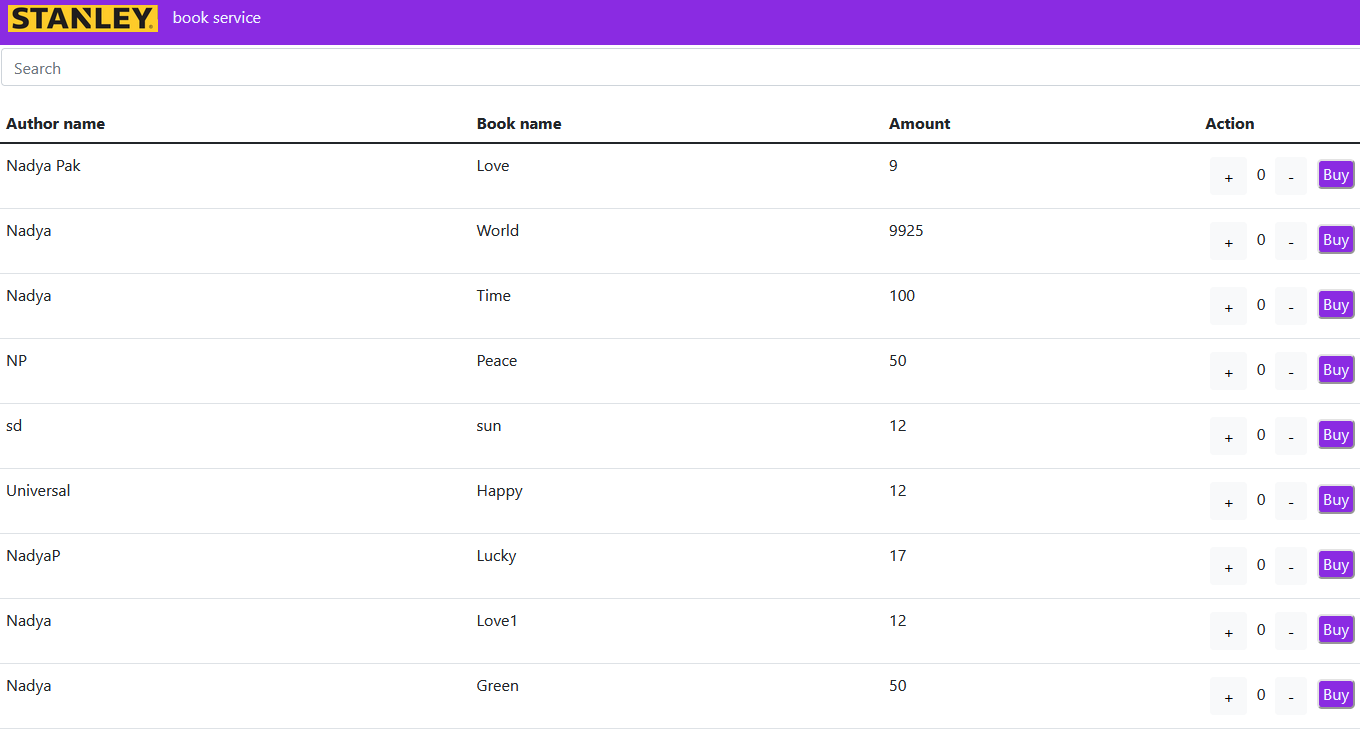 STANLEY. book service
Search
Author name Book name Amount Action
Nadya Pak Love 9 + 0 - Buy
Nadya World 9925 + 0 - Buy
Nadya Time 100 + 0 - Buy
NP Peace 50 + 0 - Buy
sd sun 12 + 0 - Buy
Universal Happy 12 + 0 - Buy
NadyaP Lucky 17 + 0 - Buy
Nadya Love1 12 + 0 - Buy
Nadya Green 50 + 0 - Buy